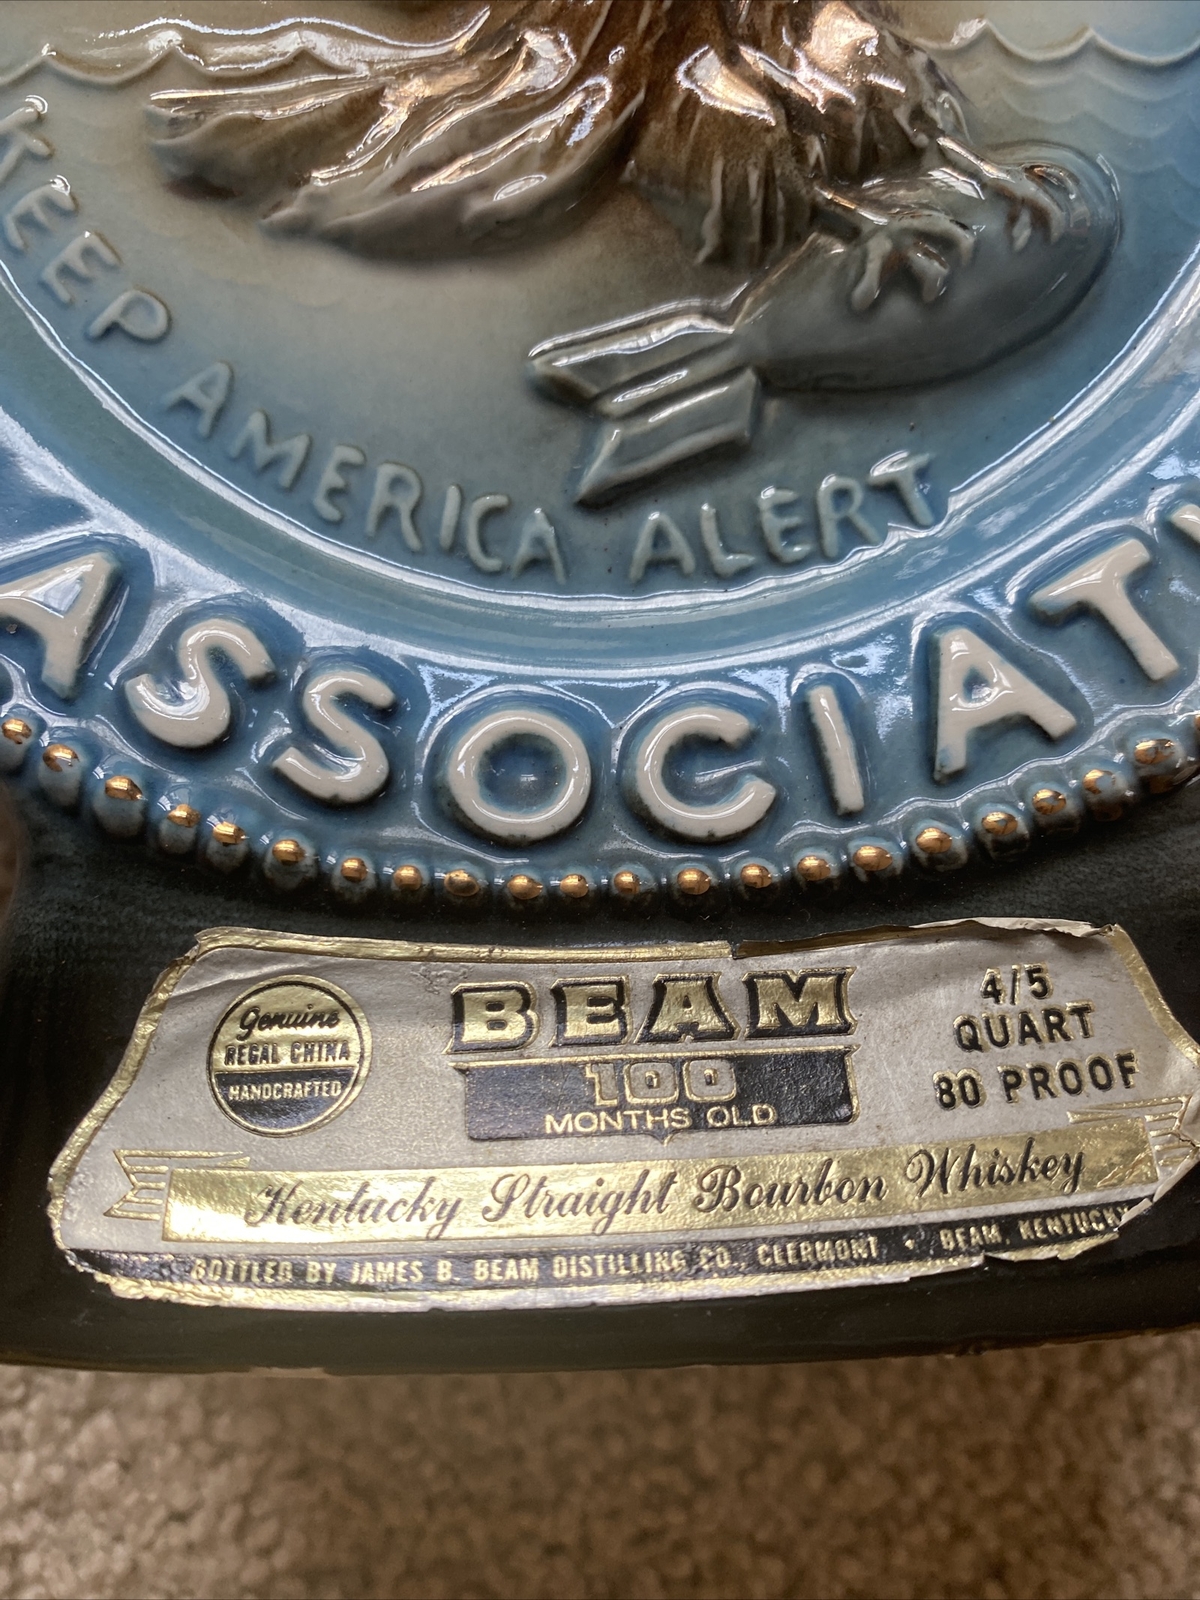 KEEP AMERICA ALERT
ASSOCIAT
Genuine
REGAL CHINA
HANDCRAFTED
BEAM
100
MONTHS OLD
4/5
QUART
80 PROOF
Kentucky Straight Bourbon Whiskey
BOTTLED BY JAMES B. BEAM DISTILLING CO., CLERMONT • BEAM, KENTUCKY